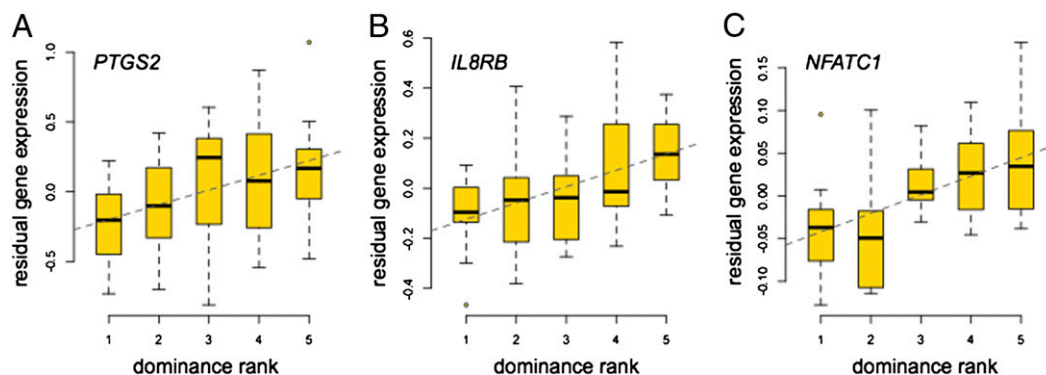 A
PTGS2
residual gene expression
1.0
0.5
0.0
-0.5
1 2 3 4 5
dominance rank
B
IL8RB
residual gene expression
0.6
0.4
0.2
0.0
-0.2
-0.4
1 2 3 4 5
dominance rank
C
NFATC1
residual gene expression
0.15
0.10
0.05
0.00
-0.05
-0.10
1 2 3 4 5
dominance rank